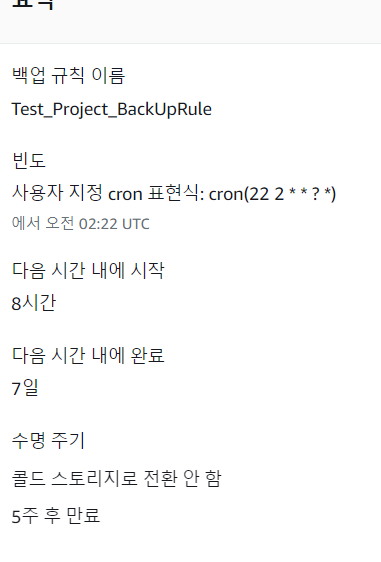 백업 규칙 이름
Test_Project_BackUpRule
빈도
사용자 지정 cron 표현식: cron(22 2 * * ? *)
에서 오전 02:22 UTC
다음 시간 내에 시작
8시간
다음 시간 내에 완료
7일
수명 주기
콜드 스토리지로 전환 안 함
5주 후 만료